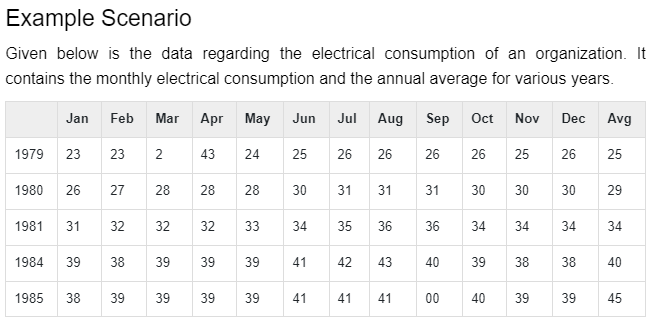 Example Scenario
Given below is the data regarding the electrical consumption of an organization. It
contains the monthly electrical consumption and the annual average for various years.
Jan Feb Mar Apr May Jun Jul Aug Sep Oct Nov Dec Avg
1979 23 23 2 43 24 25 26 26 26 26 25 26 25
1980 26 27 28 28 28 30 31 31 31 30 30 30 29
1981 31 32 32 32 33 34 35 36 36 34 34 34 34
1984 39 38 39 39 39 41 42 43 40 39 38 38 40
1985 38 39 39 39 39 41 41 41 00 40 39 39 45